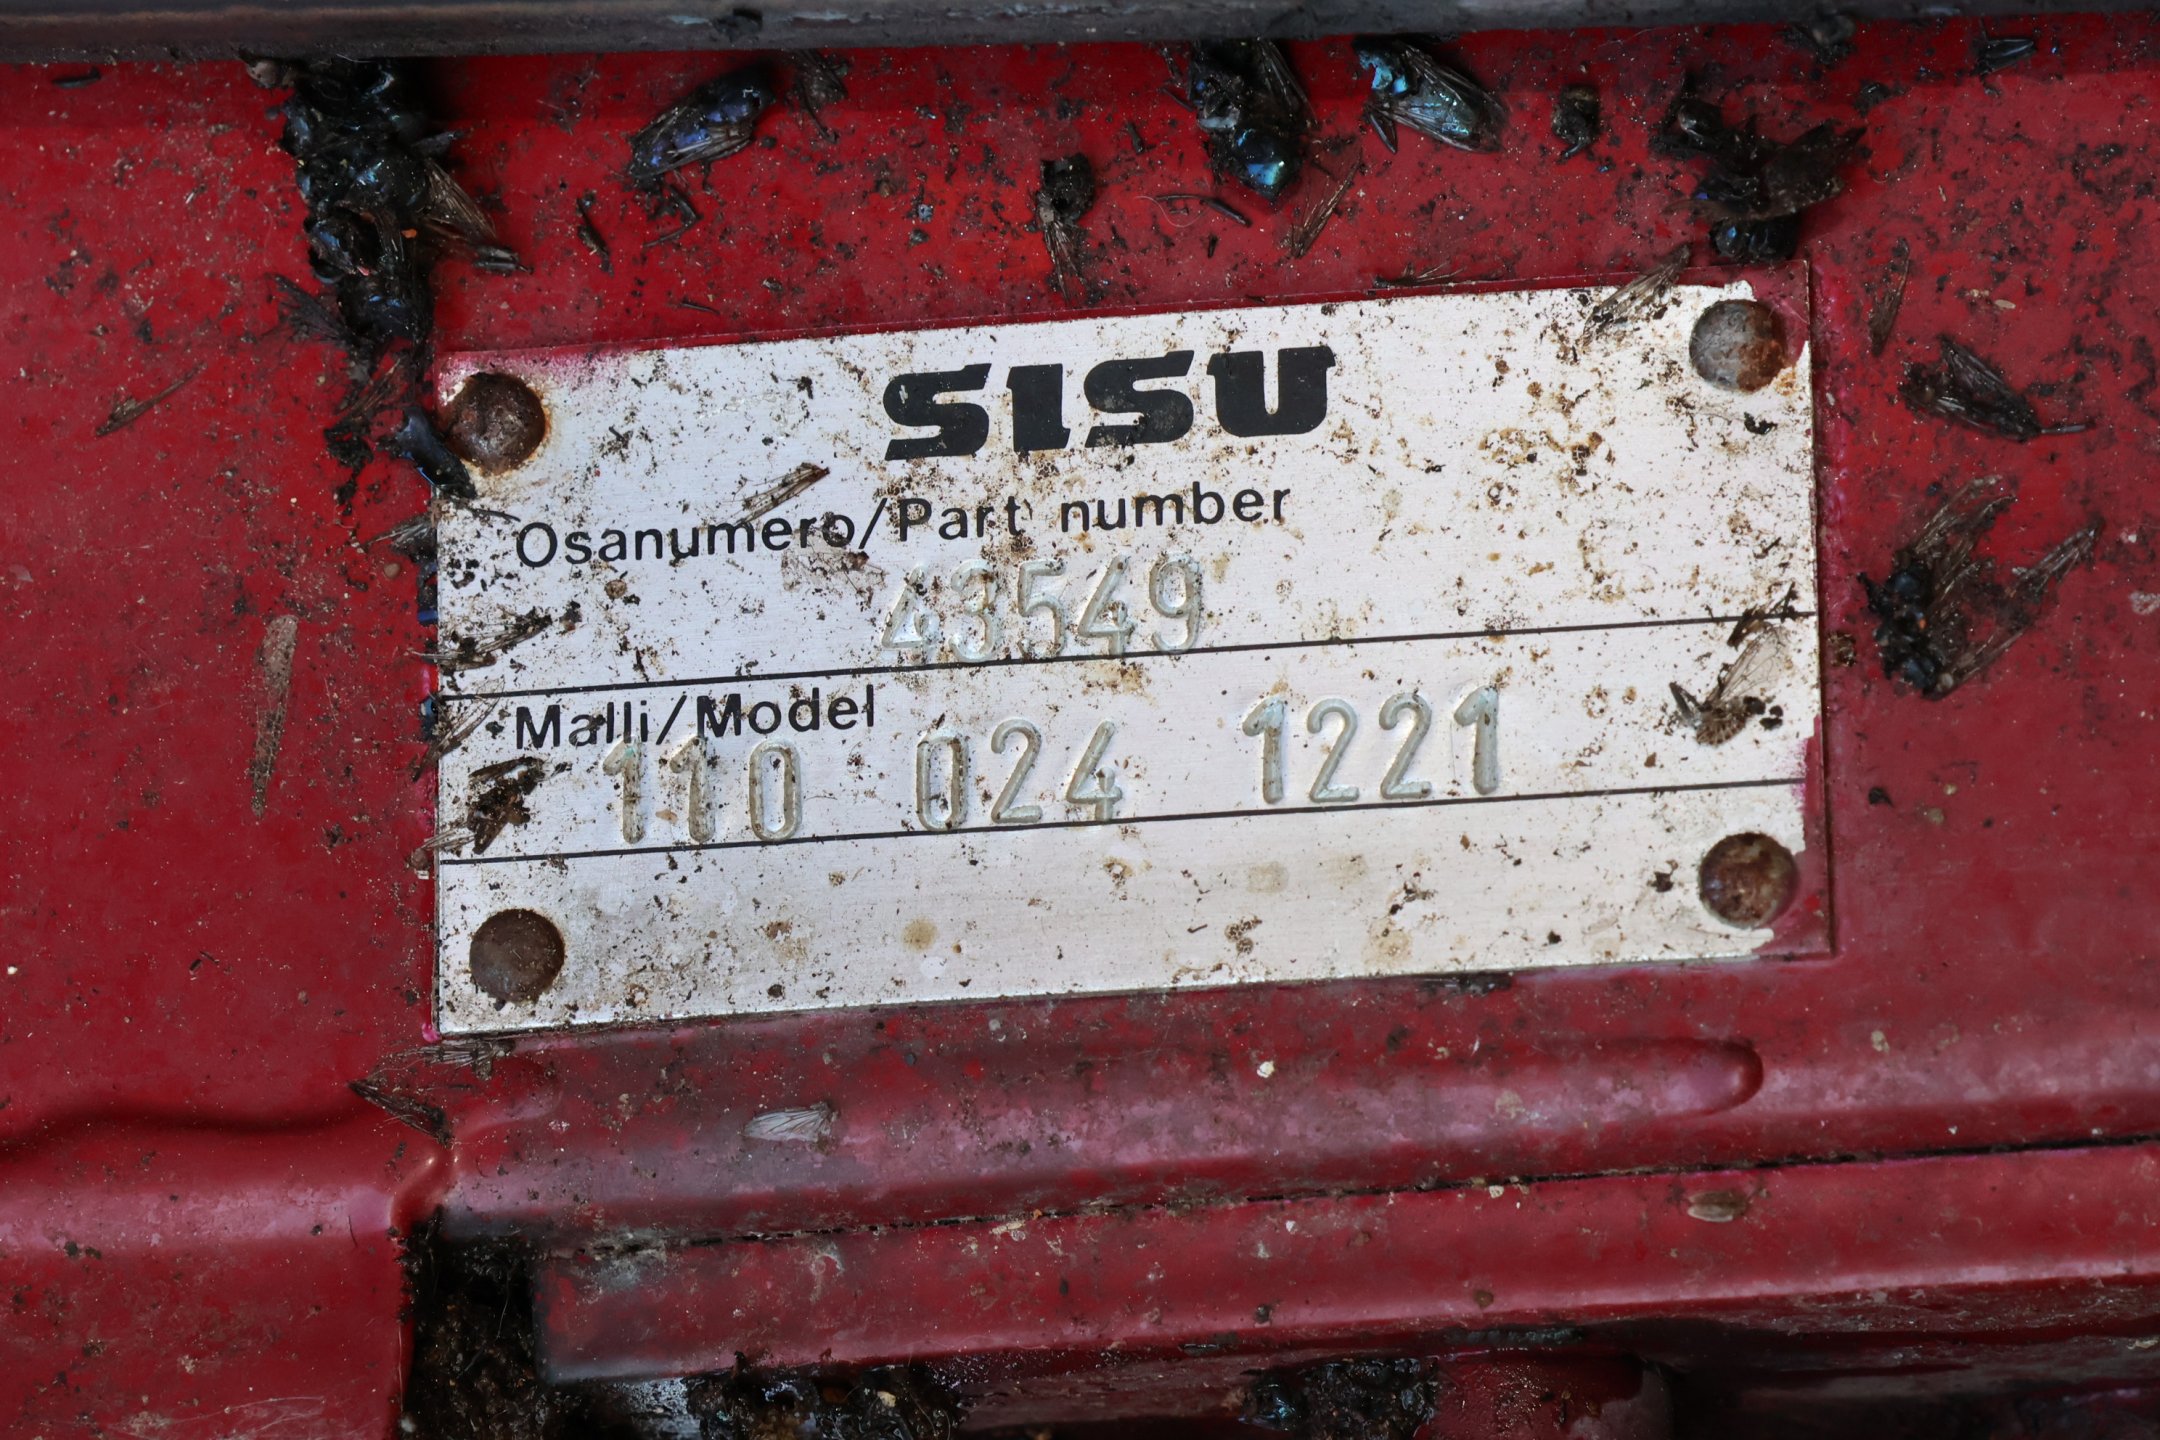 SISU
Osanumero/Part number
43549
Malli/Model
110 024 1221